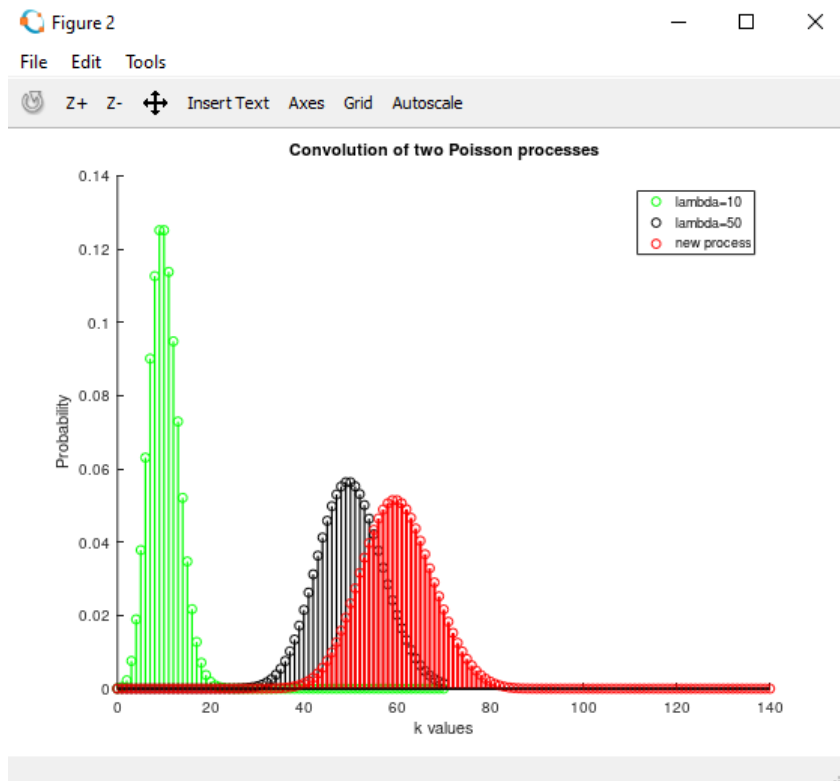 Figure 2
File Edit Tools
Z+ Z- Insert Text Axes Grid Autoscale
Convolution of two Poisson processes
0.14
0.12
0.1
0.08
0.06
0.04
0.02
0
Probability
lambda=10
lambda=50
new process
0 20 40 60 80 100 120 140
k values